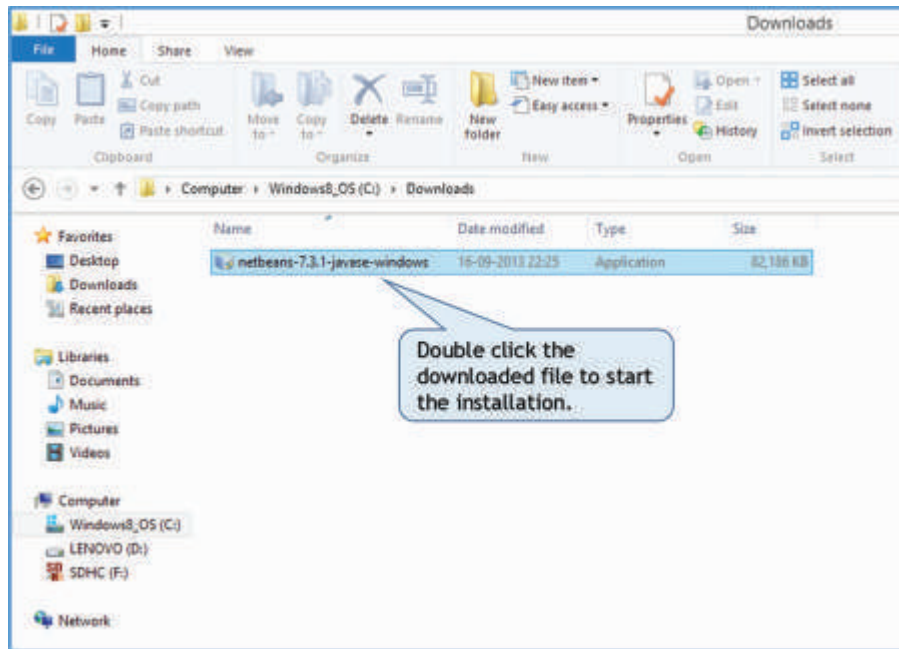 Downloads
File Home Share View
Copy Paste Cut Copy path Paste shortcut
Move to Copy to Delete Rename
New folder New item Easy access
Properties Open Edit History
Select all Select none Invert selection
Clipboard Organize New Open Select
Computer Windows8_OS (C:) Downloads
Name Date modified Type Size
netbeans-7.3.1-javase-windows 16-09-2013 22:25 Application 82,186 KB
Favorites
Desktop
Downloads
Recent places
Libraries
Documents
Music
Pictures
Videos
Computer
Windows8_OS (C:)
LENOVO (D:)
SDHC (F:)
Network
Double click the
downloaded file to start
the installation.